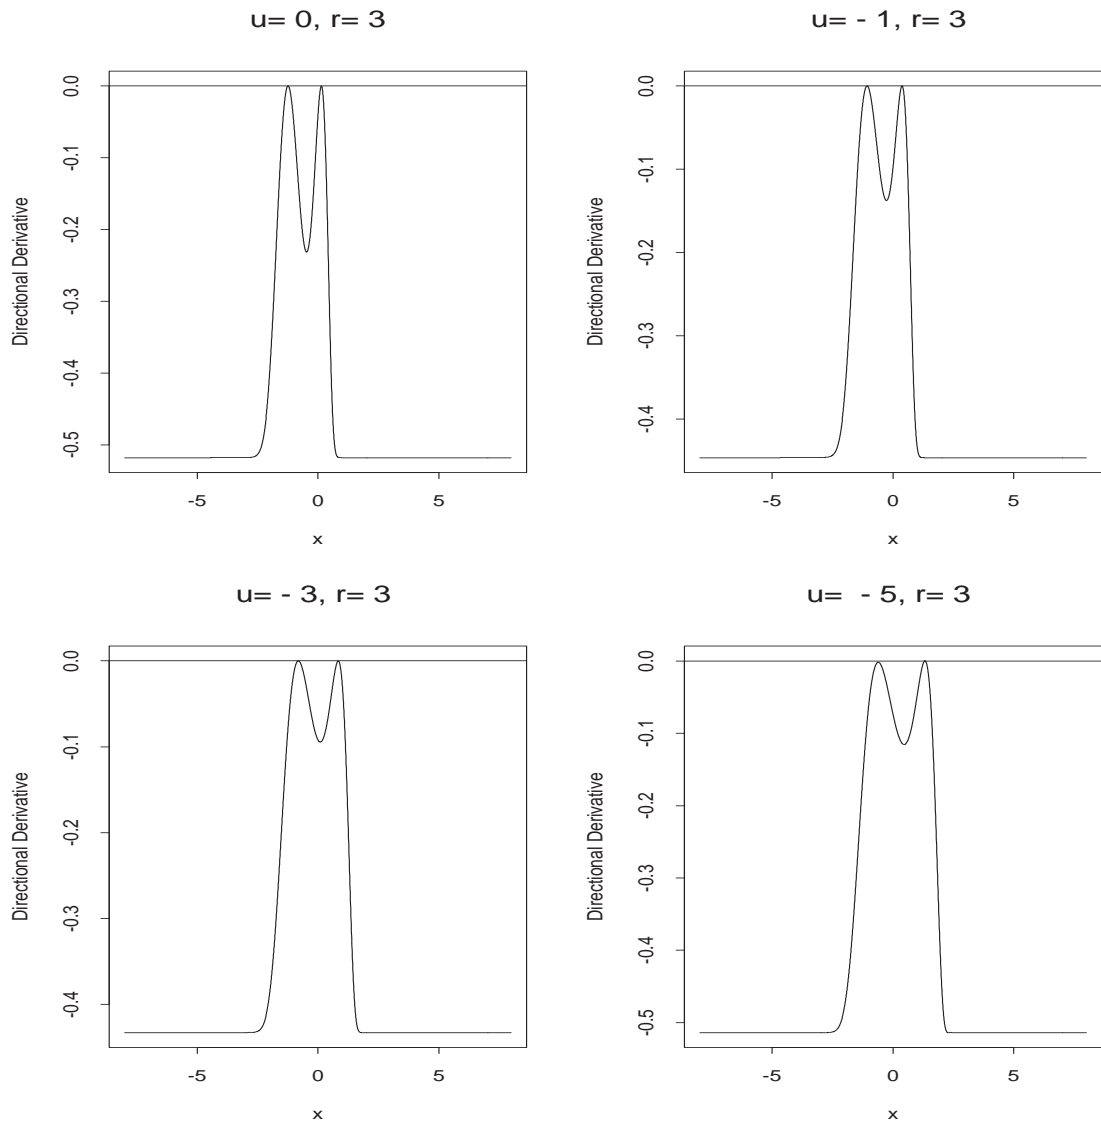 u= 0, r= 3
0.0
-0.1
-0.2
-0.3
-0.4
-0.5
Directional Derivative
-5
0
5
x
u= - 1, r= 3
0.0
-0.1
-0.2
-0.3
-0.4
Directional Derivative
-5
0
5
x
u= - 3, r= 3
0.0
-0.1
-0.2
-0.3
-0.4
Directional Derivative
-5
0
5
x
u= - 5, r= 3
0.0
-0.1
-0.2
-0.3
-0.4
-0.5
Directional Derivative
-5
0
5
x